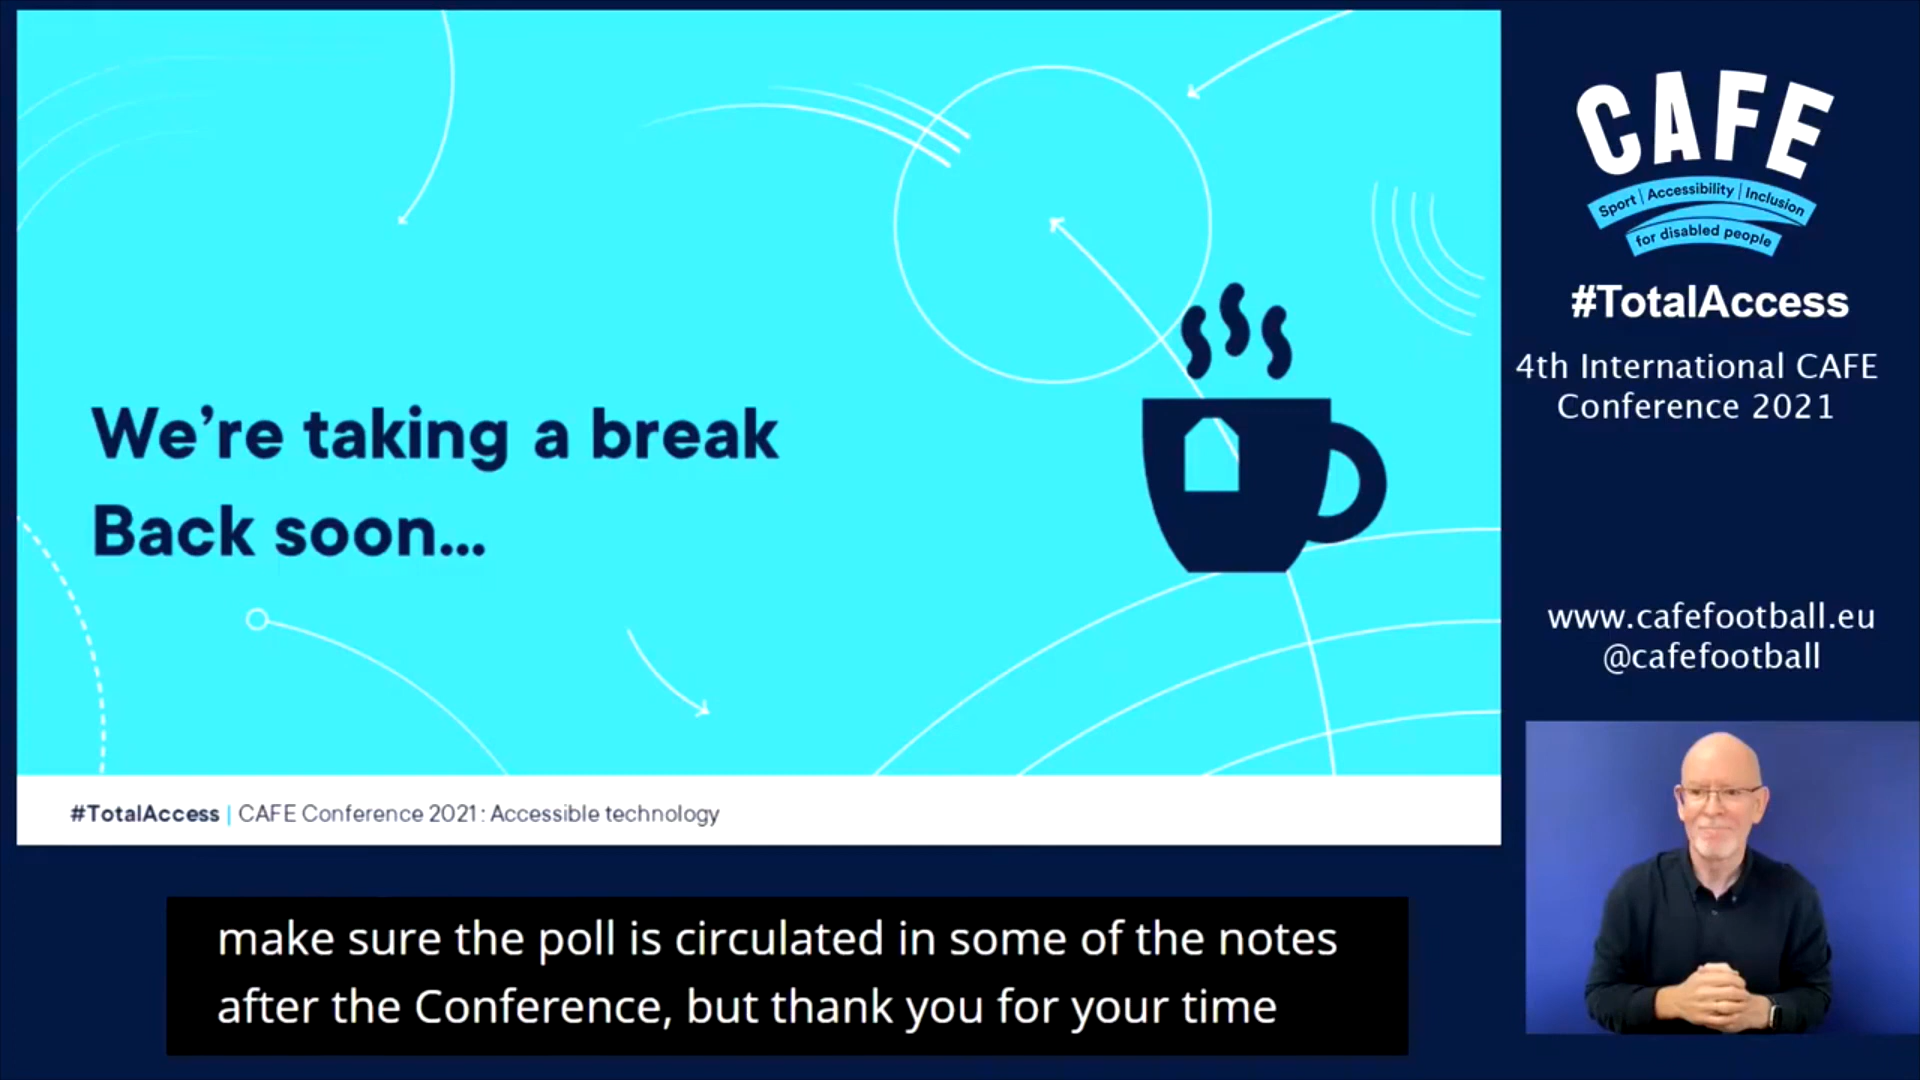 We're taking a break
Back soon...
#TotalAccess | CAFE Conference 2021: Accessible technology
make sure the poll is circulated in some of the notes
after the Conference, but thank you for your time
CAFE
Sport | Accessibility | Inclusion
for disabled people
#TotalAccess
4th International CAFE
Conference 2021
www.cafefootball.eu
@cafefootball